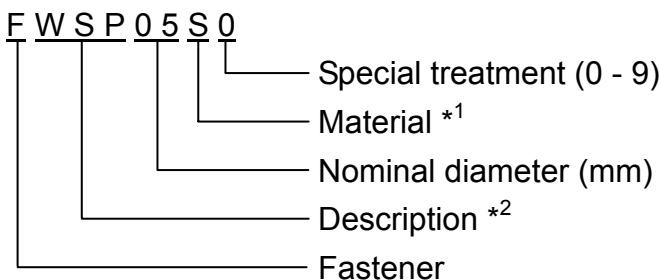 F W S P 0 5 S 0
Special treatment (0 - 9)
Material *1
Nominal diameter (mm)
Description *2
Fastener